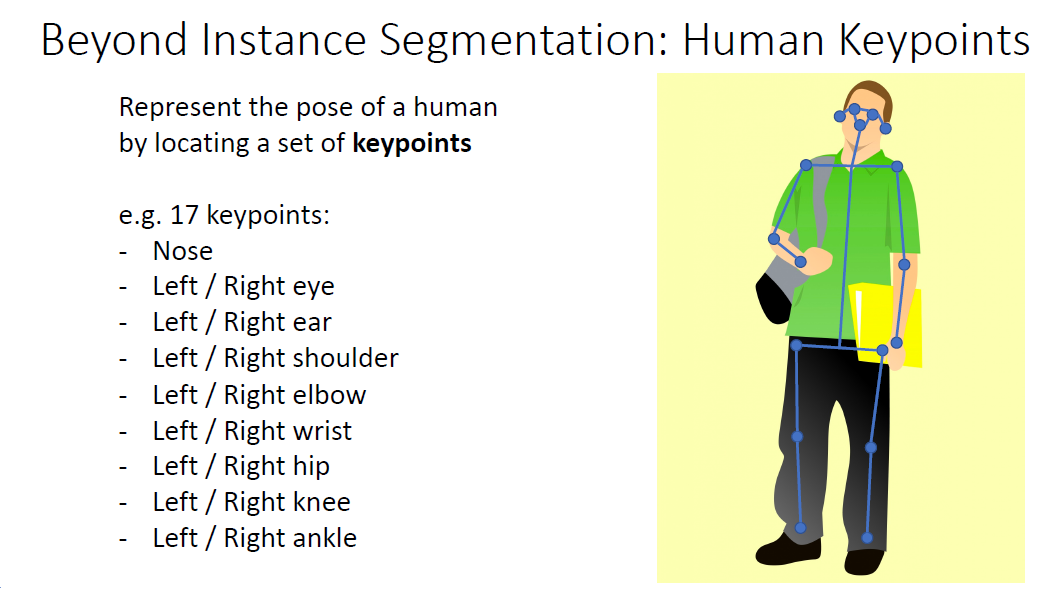 Beyond Instance Segmentation: Human Keypoints
Represent the pose of a human
by locating a set of keypoints
e.g. 17 keypoints:
- Nose
- Left / Right eye
- Left / Right ear
- Left / Right shoulder
- Left / Right elbow
- Left / Right wrist
- Left / Right hip
- Left / Right knee
- Left / Right ankle